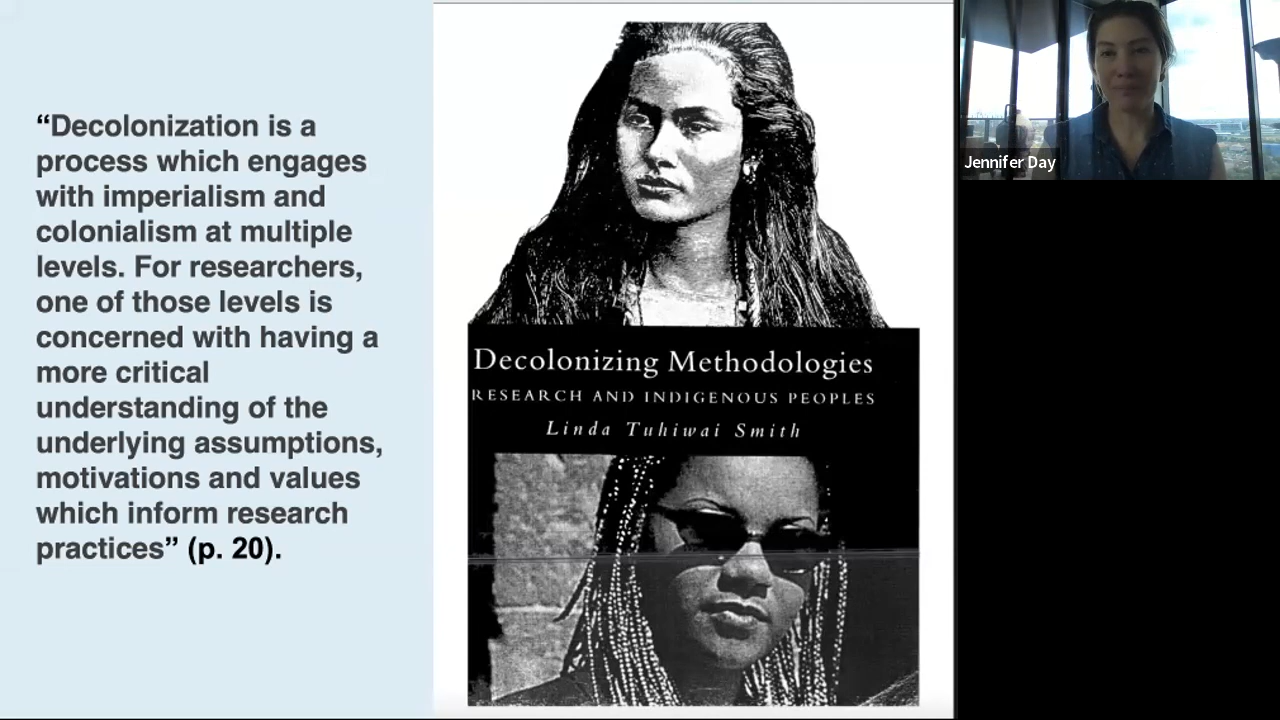 “Decolonization is a
process which engages
with imperialism and
colonialism at multiple
levels. For researchers,
one of those levels is
concerned with having a
more critical
understanding of the
underlying assumptions,
motivations and values
which inform research
practices” (p. 20).
Decolonizing Methodologies
RESEARCH AND INDIGENOUS PEOPLES
Linda Tuhiwai Smith
Jennifer Day